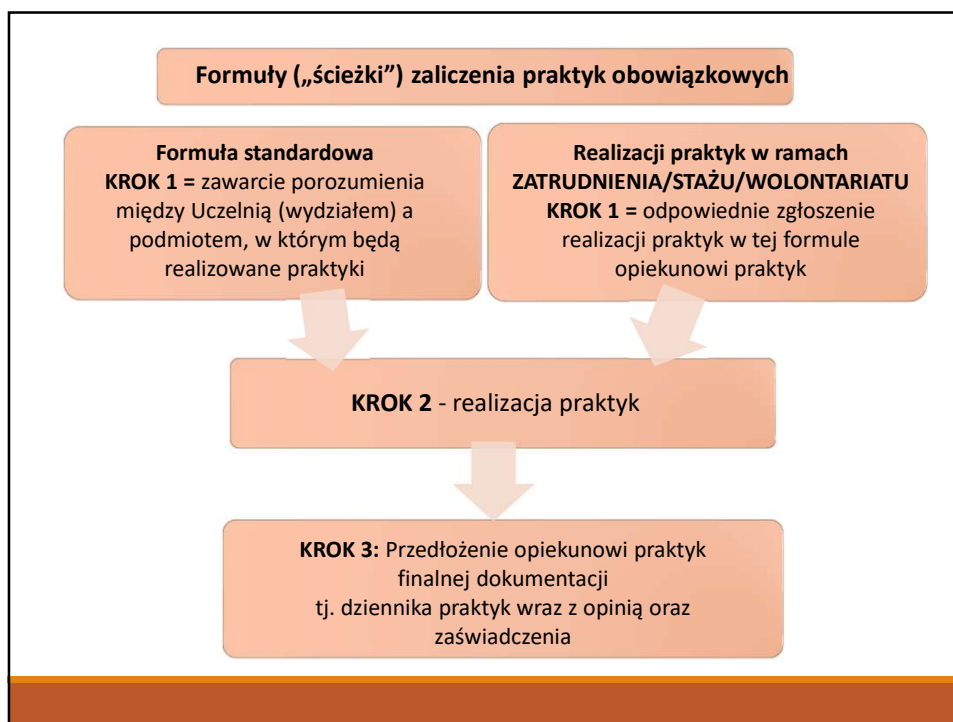 Formuły („ścieżki”) zaliczenia praktyk obowiązkowych
Formuła standardowa
KROK 1 = zawarcie porozumienia
między Uczelnią (wydziałem) a
podmiotem, w którym będą
realizowane praktyki
Realizacji praktyk w ramach
ZATRUDNIENIA/STAŻU/WOLONTARIATU
KROK 1 = odpowiednie zgłoszenie
realizacji praktyk w tej formule
opiekunowi praktyk
KROK 2 - realizacja praktyk
KROK 3: Przedłożenie opiekunowi praktyk
finalnej dokumentacji
tj. dziennika praktyk wraz z opinią oraz
zaświadczenia